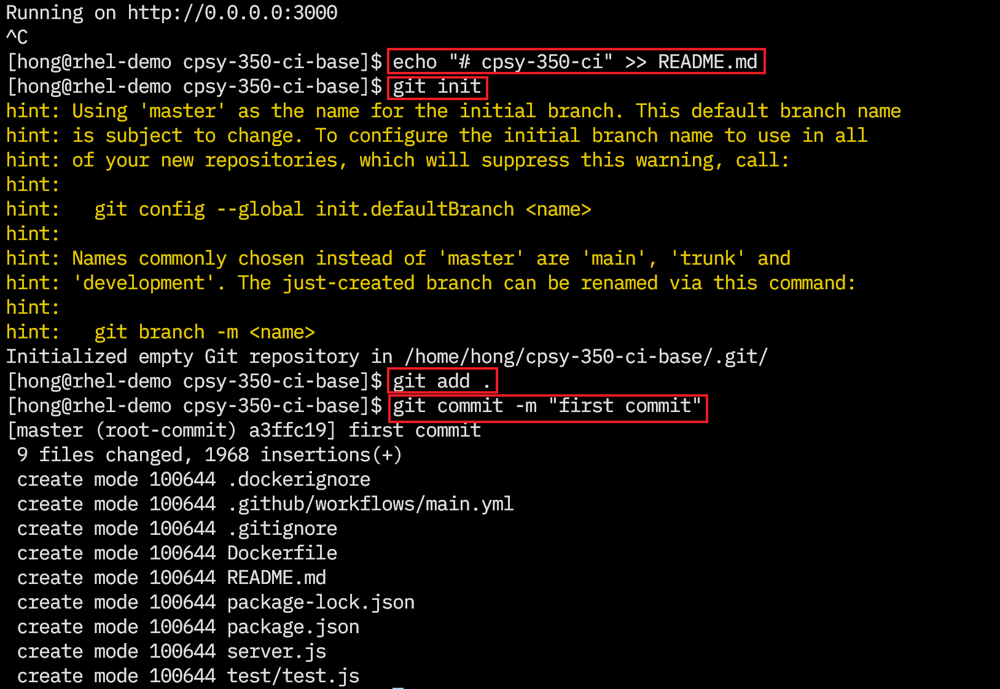 Running on http://0.0.0.0:3000
^C
[hong@rhel-demo cpsy-350-ci-base]$ echo "# cpsy-350-ci" >> README.md
[hong@rhel-demo cpsy-350-ci-base]$ git init
hint: Using 'master' as the name for the initial branch. This default branch name
hint: is subject to change. To configure the initial branch name to use in all
hint: of your new repositories, which will suppress this warning, call:
hint:
hint:   git config --global init.defaultBranch <name>
hint:
hint: Names commonly chosen instead of 'master' are 'main', 'trunk' and
hint: 'development'. The just-created branch can be renamed via this command:
hint:
hint:   git branch -m <name>
Initialized empty Git repository in /home/hong/cpsy-350-ci-base/.git/
[hong@rhel-demo cpsy-350-ci-base]$ git add .
[hong@rhel-demo cpsy-350-ci-base]$ git commit -m "first commit"
[master (root-commit) a3ffc19] first commit
 9 files changed, 1968 insertions(+)
 create mode 100644 .dockerignore
 create mode 100644 .github/workflows/main.yml
 create mode 100644 .gitignore
 create mode 100644 Dockerfile
 create mode 100644 README.md
 create mode 100644 package-lock.json
 create mode 100644 package.json
 create mode 100644 server.js
 create mode 100644 test/test.js